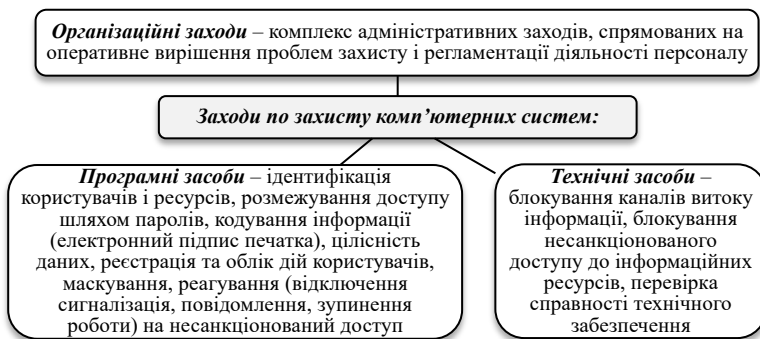 Організаційні заходи – комплекс адміністративних заходів, спрямованих на
оперативне вирішення проблем захисту і регламентації діяльності персоналу
Заходи по захисту комп’ютерних систем:
Програмні засоби – ідентифікація
користувачів і ресурсів, розмежування доступу
шляхом паролів, кодування інформації
(електронний підпис печатка), цілісність
даних, реєстрація та облік дій користувачів,
маскування, реагування (відключення
сигналізація, повідомлення, зупинення
роботи) на несанкціонований доступ
Технічні засоби –
блокування каналів витоку
інформації, блокування
несанкціонованого
доступу до інформаційних
ресурсів, перевірка
справності технічного
забезпечення